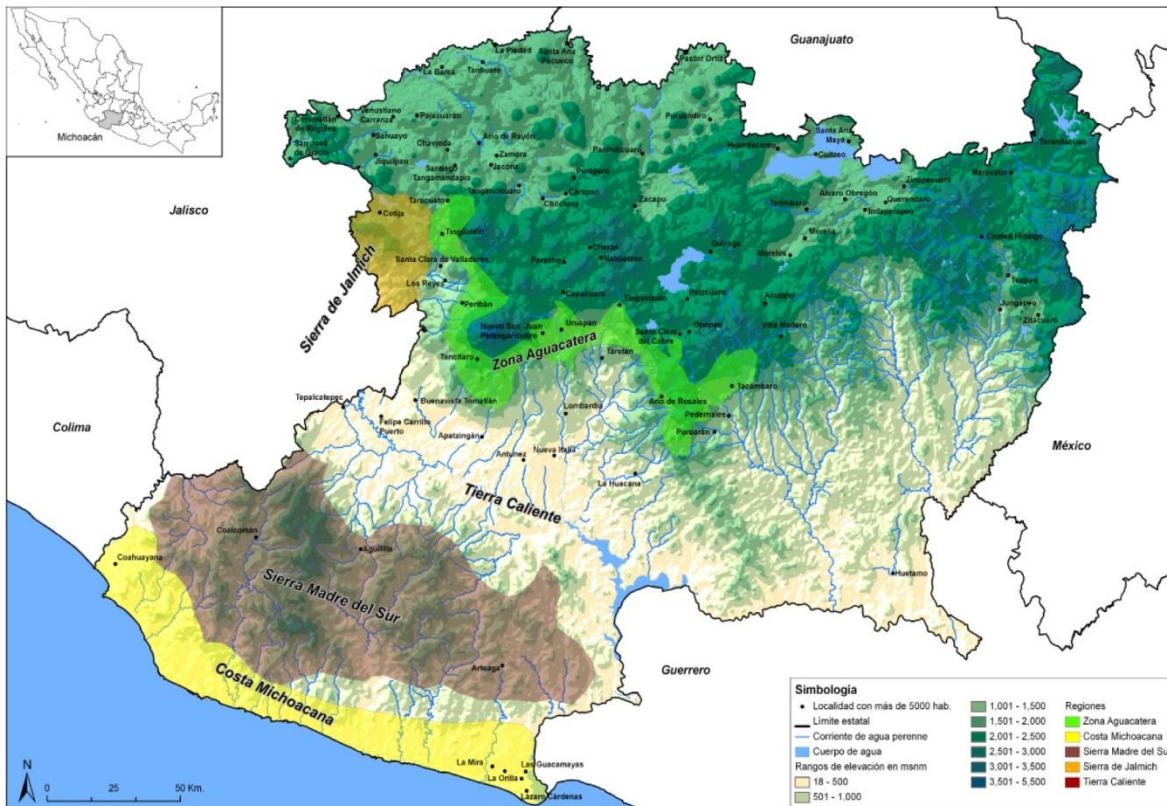 Michoacán
Guanajuato
Jalisco
Colima
México
Guerrero
Sierra de Jalmich
Zona Aguacatera
Tierra Caliente
Sierra Madre del Sur
Costa Michoacana
La Piedad
Santa Ana
Pacueco
Pastor Ortiz
La Barca
Tanhuato
Venustiano
Carranza
Pajacuarán
Cojumatlán
de Régules
Sahuayo
San José
de Gracia
Jiquilpan
Chavinda
Ario de Rayón
Zamora
Jacona
Santiago
Tangamandapio
Tangancícuaro
Tarecuato
Purépero
Carapan
Chilchota
Puruándiro
Panindícuaro
Zacapu
Huandacareo
Santa Ana
Maya
Cuitzeo
Zinapécuaro
Alvaro Obregón
Queréndaro
Indaparapeo
Tarímbaro
Morelia
Morelos
Maravatío
Ciudad Hidalgo
Tuxpan
Jungapeo
Zitácuaro
Cotija
Tingüindín
Santa Clara de Valladares
Los Reyes
Peribán
Cherán
Nahuatzen
Paracho
Quiroga
Capacuaro
Tingambato
Pátzcuaro
Acuitzio
Nuevo San Juan
Parangaricutiro
Uruapan
Santa Clara
del Cobre
Opopeo
Villa Madero
Tancítaro
Taretan
Tacámbaro
Ario de Rosales
Pedernales
Puruarán
Tepalcatepec
Buenavista Tomatlán
Felipe Carrillo
Puerto
Lombardía
Apatzingán
Antunez
Nueva Italia
La Huacana
Huetamo
Coalcomán
Aguililla
Coahuayana
Arteaga
La Mira
Las Guacamayas
La Orilla
Lázaro Cárdenas
N
0 25 50 Km.
Simbología
Localidad con más de 5000 hab.
Limite estatal
Corriente de agua perenne
Cuerpo de agua
Rangos de elevación en msnm
18 - 500
501 - 1,000
1,001 - 1,500
1,501 - 2,000
2,001 - 2,500
2,501 - 3,000
3,001 - 3,500
3,501 - 5,500
Regiones
Zona Aguacatera
Costa Michoacana
Sierra Madre del Su
Sierra de Jalmich
Tierra Caliente